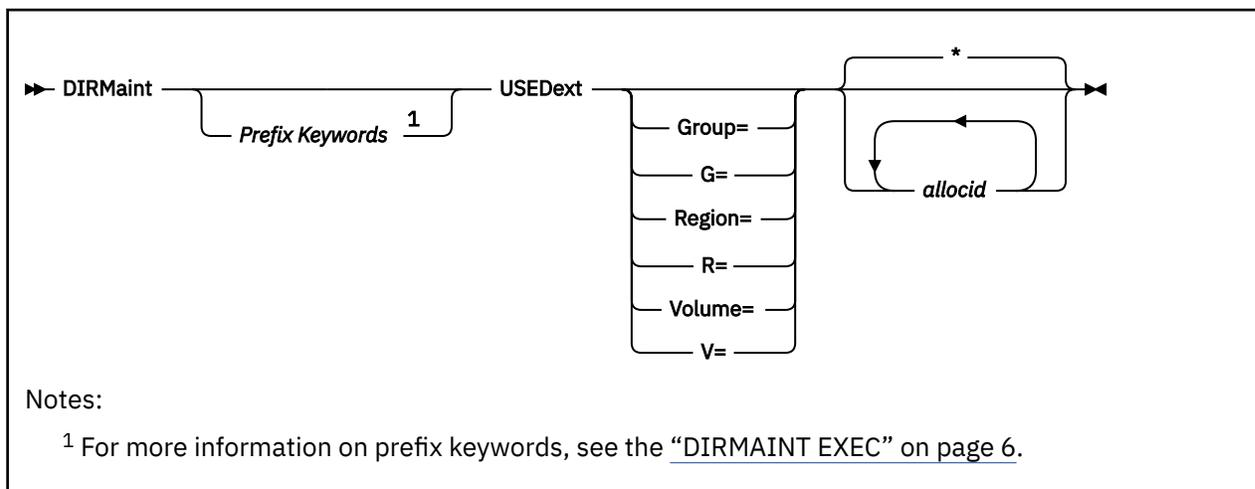 *
DIRMaint USEDext
Prefix Keywords 1
Group=
G=
Region=
R=
Volume=
V=
allocid
Notes:
1 For more information on prefix keywords, see the “DIRMAINT EXEC” on page 6.